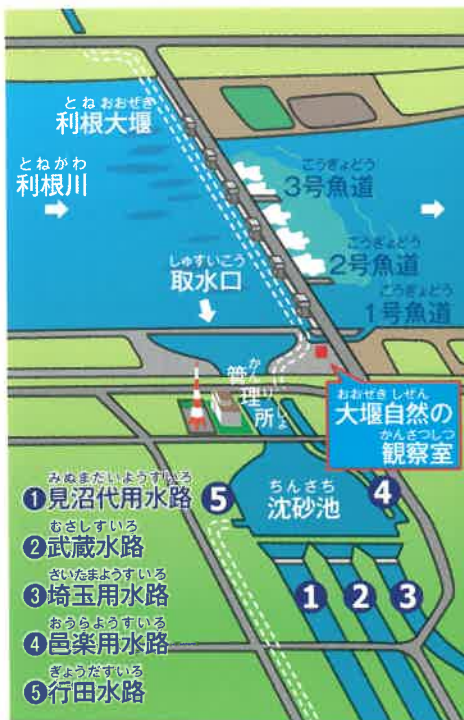 とね おおぜき
利根大堰
とねがわ
利根川
こうぎょどう
3号魚道
こうぎょどう
2号魚道
こうぎょどう
1号魚道
しゅすいこう
取水口
かんりしょ
管理所
おおぜき しぜん
大堰自然の
かんさつしつ
観察室
ちんさち
沈砂池
5
4
1
2
3
みぬまだいようすいろ
❶見沼代用水路
むさしすいろ
❷武蔵水路
さいたまようすいろ
❸埼玉用水路
おうらようすいろ
❹邑楽用水路
ぎょうだすいろ
❺行田水路